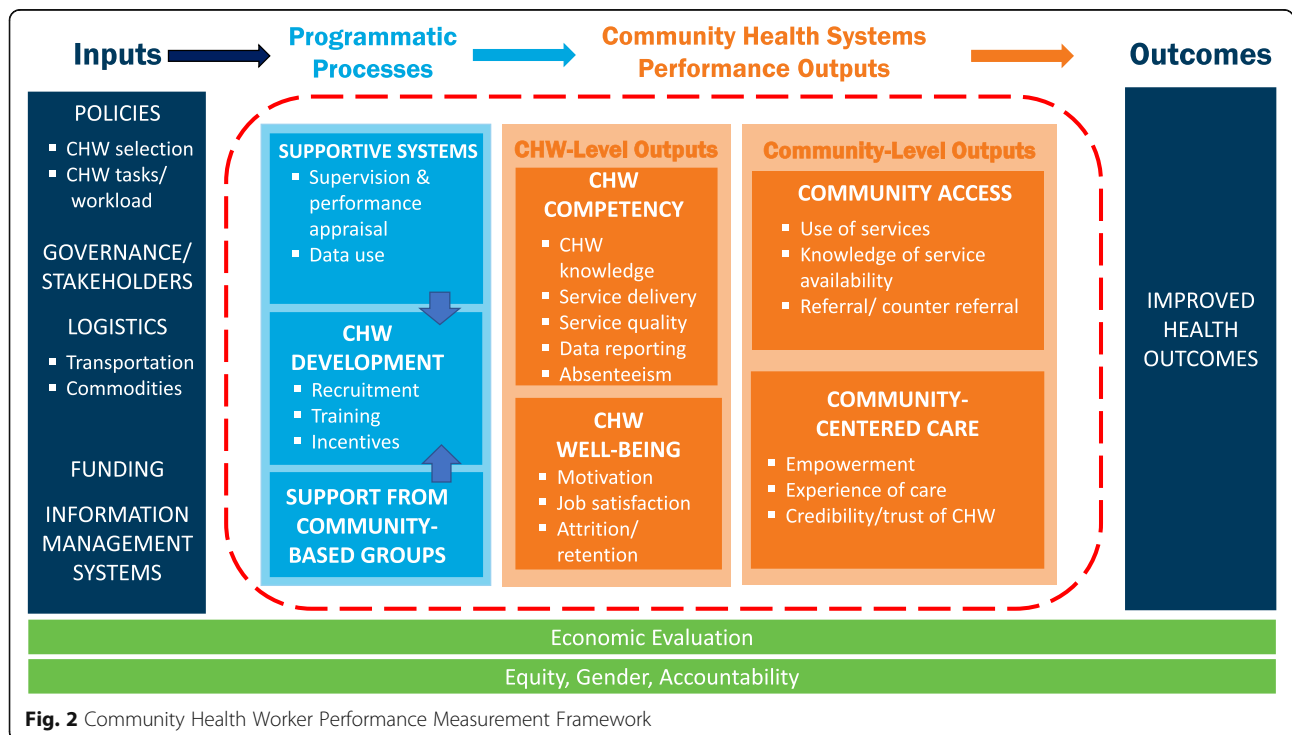 Inputs
Programmatic
Processes
Community Health Systems
Performance Outputs
Outcomes
POLICIES
▪ CHW selection
▪ CHW tasks/
workload
GOVERNANCE/
STAKEHOLDERS
LOGISTICS
▪ Transportation
▪ Commodities
FUNDING
INFORMATION
MANAGEMENT
SYSTEMS
SUPPORTIVE SYSTEMS
▪ Supervision &
performance
appraisal
▪ Data use
CHW
DEVELOPMENT
▪ Recruitment
▪ Training
▪ Incentives
SUPPORT FROM
COMMUNITY-
BASED GROUPS
CHW-Level Outputs
CHW
COMPETENCY
▪ CHW
knowledge
▪ Service delivery
▪ Service quality
▪ Data reporting
▪ Absenteeism
CHW
WELL-BEING
▪ Motivation
▪ Job satisfaction
▪ Attrition/
retention
Community-Level Outputs
COMMUNITY ACCESS
▪ Use of services
▪ Knowledge of service
availability
▪ Referral/ counter referral
COMMUNITY-
CENTERED CARE
▪ Empowerment
▪ Experience of care
▪ Credibility/trust of CHW
IMPROVED
HEALTH
OUTCOMES
Economic Evaluation
Equity, Gender, Accountability
Fig. 2 Community Health Worker Performance Measurement Framework